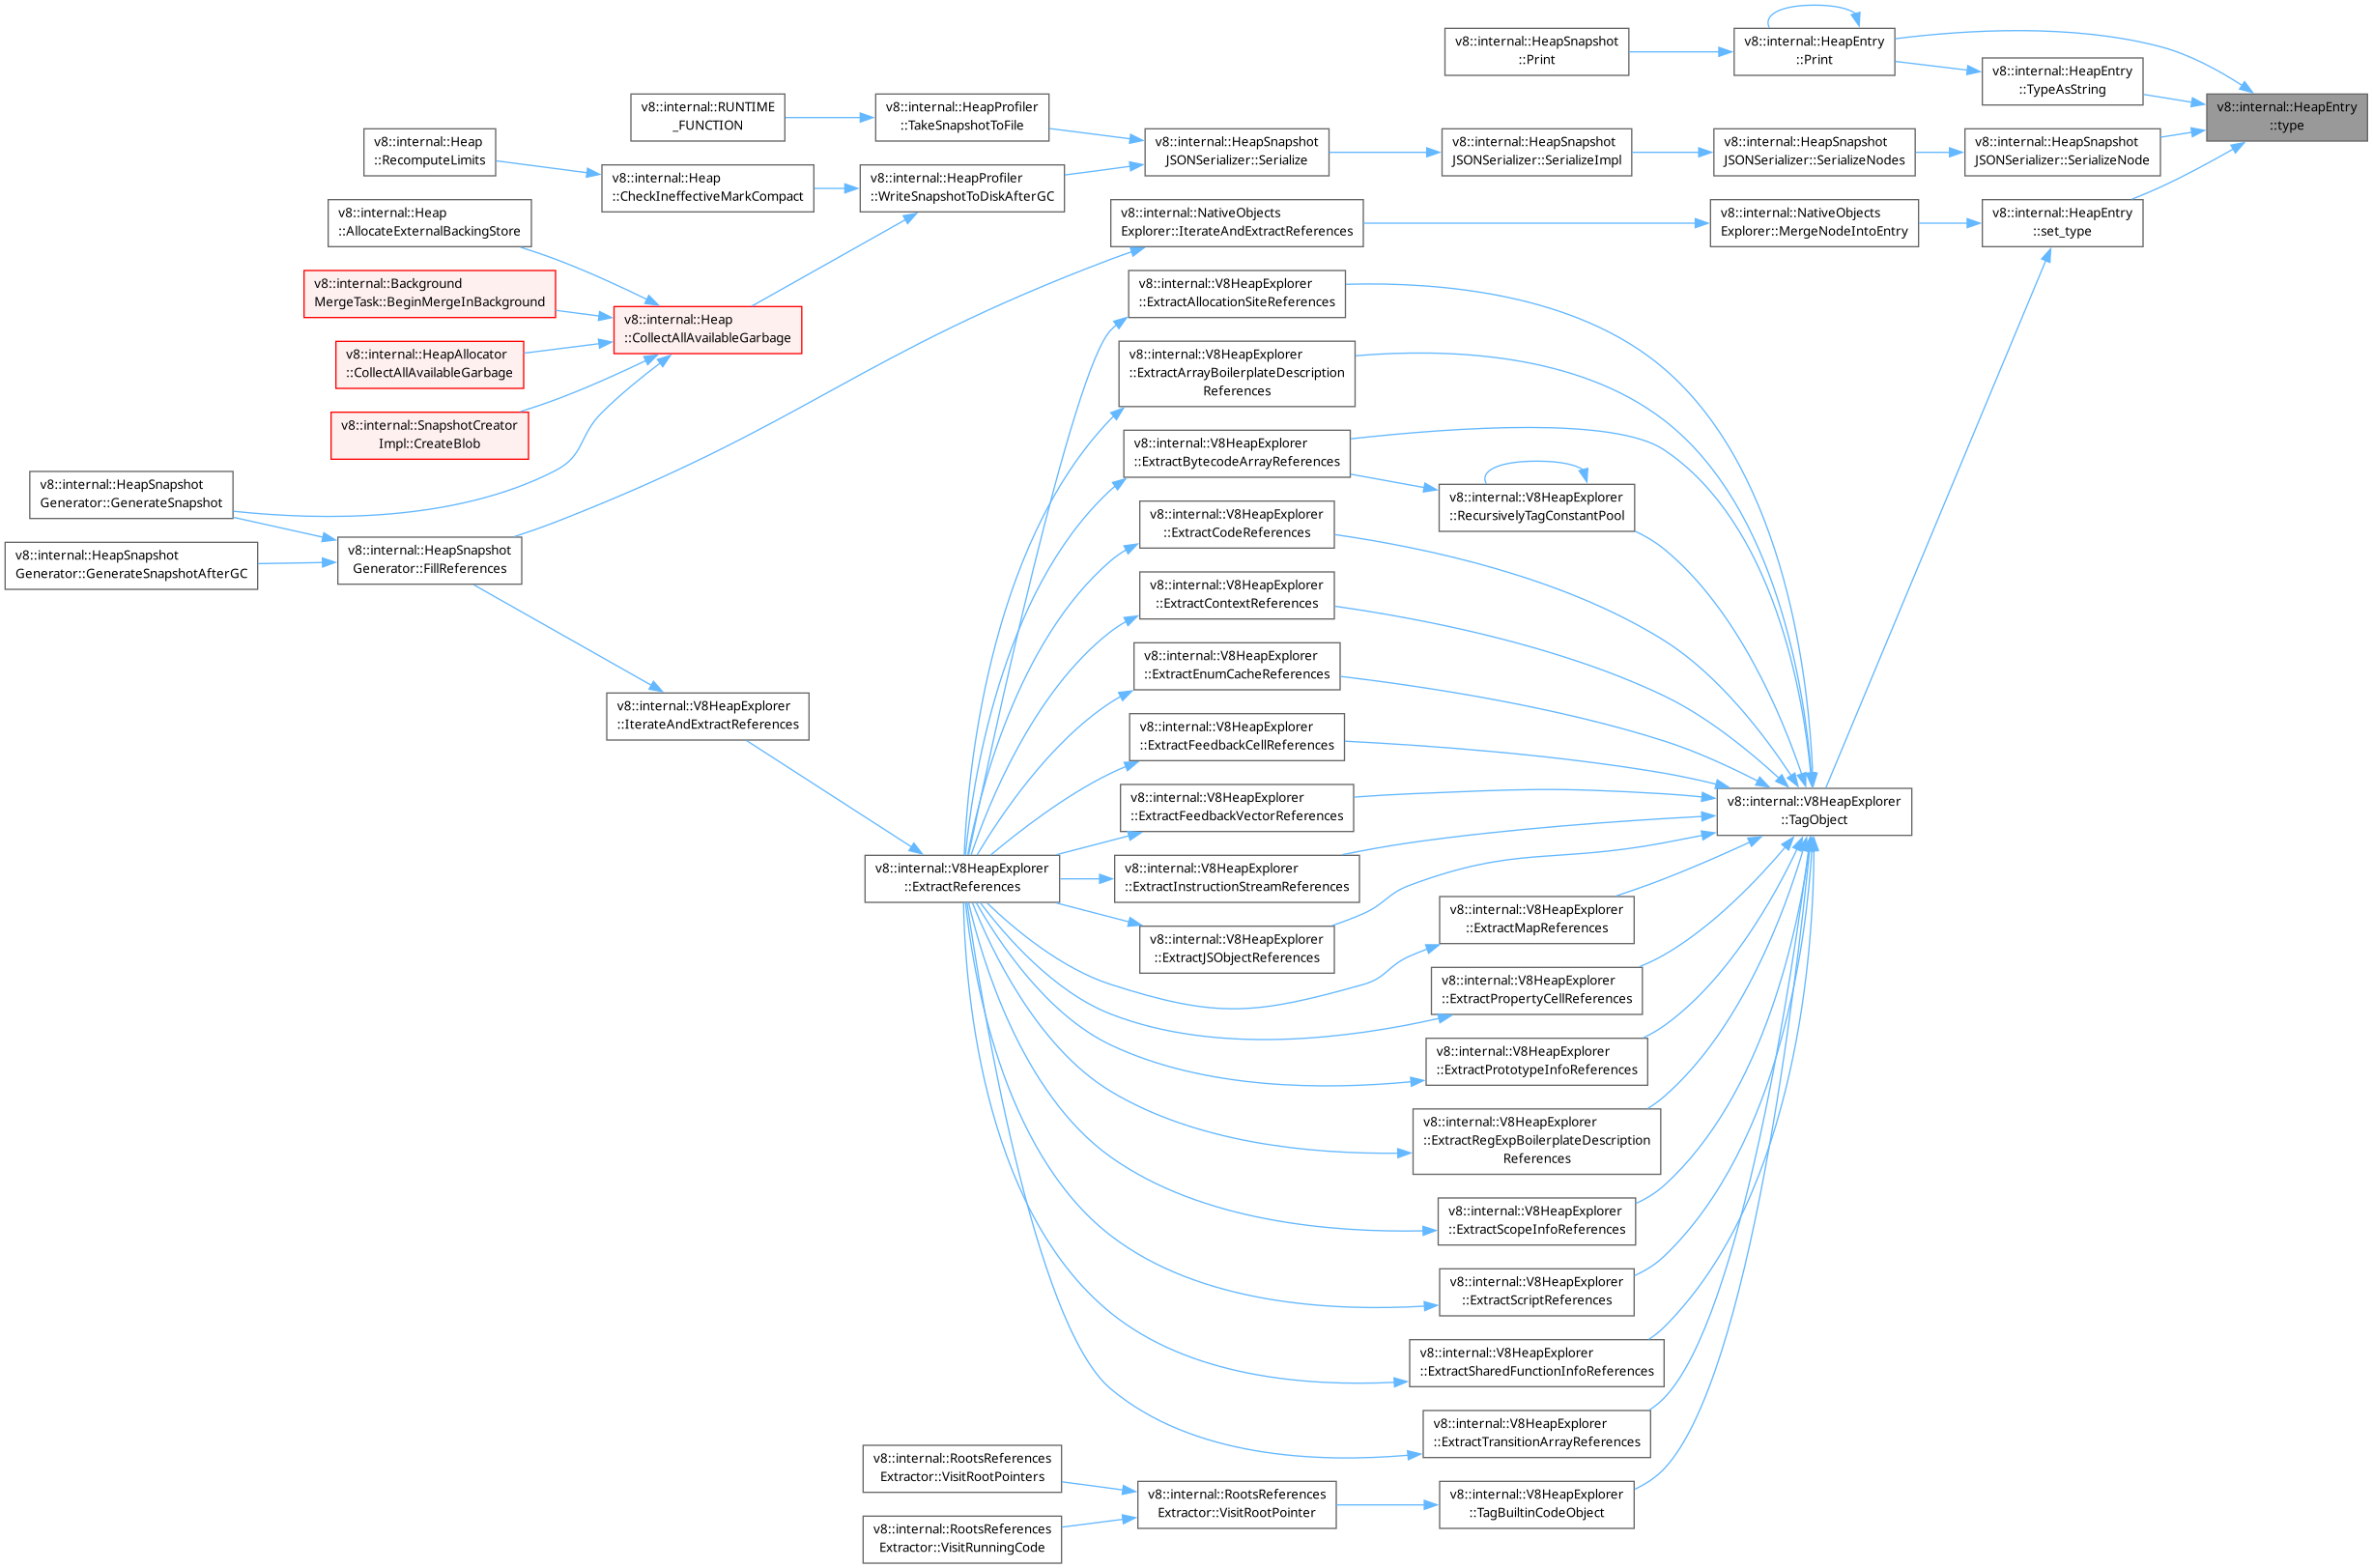 v8::internal::HeapSnapshot
::Print
v8::internal::HeapEntry
::Print
v8::internal::HeapEntry
::TypeAsString
v8::internal::HeapEntry
::type
v8::internal::RUNTIME
_FUNCTION
v8::internal::HeapProfiler
::TakeSnapshotToFile
v8::internal::Heap
::RecomputeLimits
v8::internal::HeapSnapshot
JSONSerializer::Serialize
v8::internal::HeapSnapshot
JSONSerializer::SerializeImpl
v8::internal::HeapSnapshot
JSONSerializer::SerializeNodes
v8::internal::HeapSnapshot
JSONSerializer::SerializeNode
v8::internal::Heap
::CheckIneffectiveMarkCompact
v8::internal::HeapProfiler
::WriteSnapshotToDiskAfterGC
v8::internal::Heap
::AllocateExternalBackingStore
v8::internal::NativeObjects
Explorer::IterateAndExtractReferences
v8::internal::NativeObjects
Explorer::MergeNodeIntoEntry
v8::internal::HeapEntry
::set_type
v8::internal::Background
MergeTask::BeginMergeInBackground
v8::internal::V8HeapExplorer
::ExtractAllocationSiteReferences
v8::internal::Heap
::CollectAllAvailableGarbage
v8::internal::HeapAllocator
::CollectAllAvailableGarbage
v8::internal::V8HeapExplorer
::ExtractArrayBoilerplateDescription
References
v8::internal::SnapshotCreator
Impl::CreateBlob
v8::internal::V8HeapExplorer
::ExtractBytecodeArrayReferences
v8::internal::HeapSnapshot
Generator::GenerateSnapshot
v8::internal::V8HeapExplorer
::RecursivelyTagConstantPool
v8::internal::V8HeapExplorer
::ExtractCodeReferences
v8::internal::HeapSnapshot
Generator::GenerateSnapshotAfterGC
v8::internal::HeapSnapshot
Generator::FillReferences
v8::internal::V8HeapExplorer
::ExtractContextReferences
v8::internal::V8HeapExplorer
::ExtractEnumCacheReferences
v8::internal::V8HeapExplorer
::IterateAndExtractReferences
v8::internal::V8HeapExplorer
::ExtractFeedbackCellReferences
v8::internal::V8HeapExplorer
::ExtractFeedbackVectorReferences
v8::internal::V8HeapExplorer
::TagObject
v8::internal::V8HeapExplorer
::ExtractReferences
v8::internal::V8HeapExplorer
::ExtractInstructionStreamReferences
v8::internal::V8HeapExplorer
::ExtractMapReferences
v8::internal::V8HeapExplorer
::ExtractJSObjectReferences
v8::internal::V8HeapExplorer
::ExtractPropertyCellReferences
v8::internal::V8HeapExplorer
::ExtractPrototypeInfoReferences
v8::internal::V8HeapExplorer
::ExtractRegExpBoilerplateDescription
References
v8::internal::V8HeapExplorer
::ExtractScopeInfoReferences
v8::internal::V8HeapExplorer
::ExtractScriptReferences
v8::internal::V8HeapExplorer
::ExtractSharedFunctionInfoReferences
v8::internal::V8HeapExplorer
::ExtractTransitionArrayReferences
v8::internal::RootsReferences
Extractor::VisitRootPointers
v8::internal::RootsReferences
Extractor::VisitRootPointer
v8::internal::V8HeapExplorer
::TagBuiltinCodeObject
v8::internal::RootsReferences
Extractor::VisitRunningCode